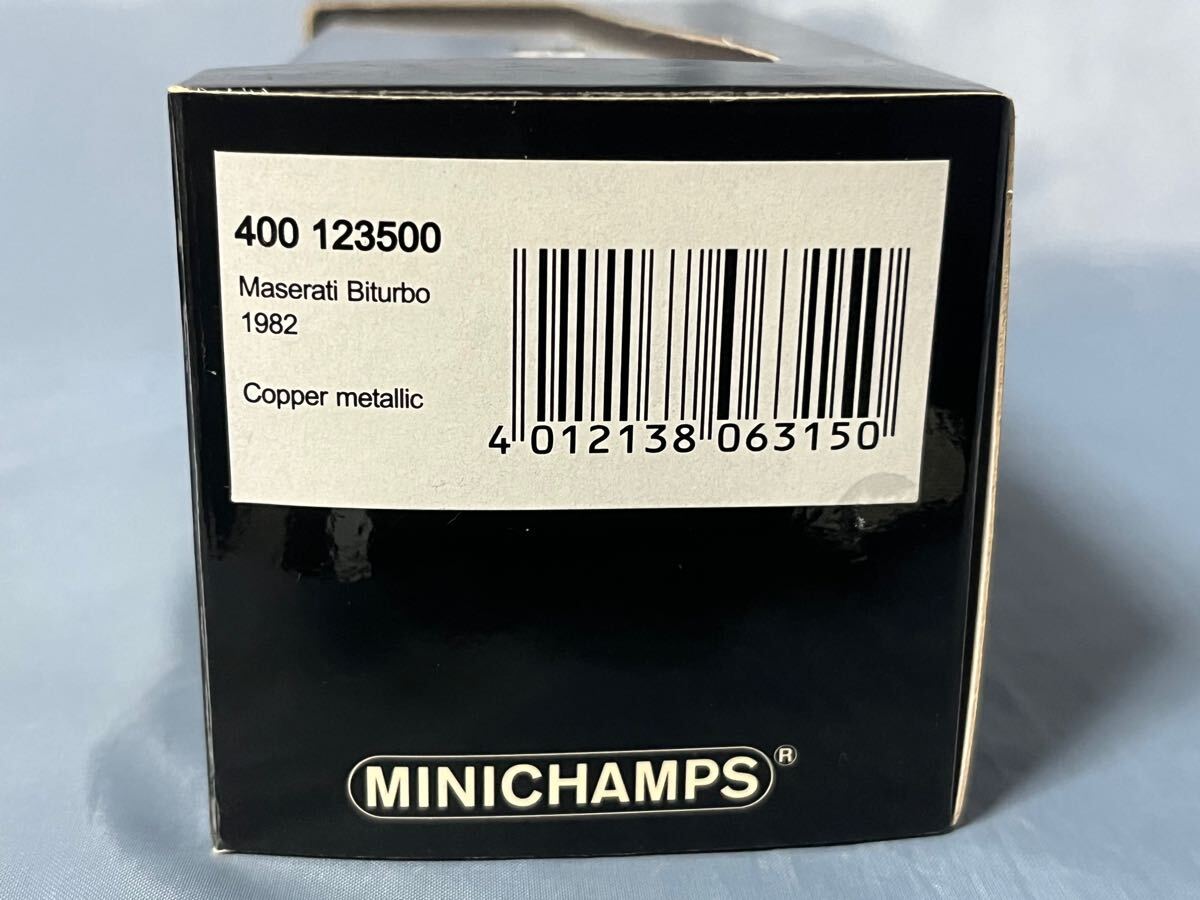 400 123500
Maserati Biturbo
1982
Copper metallic
4 012138 063150
MINICHAMPS®